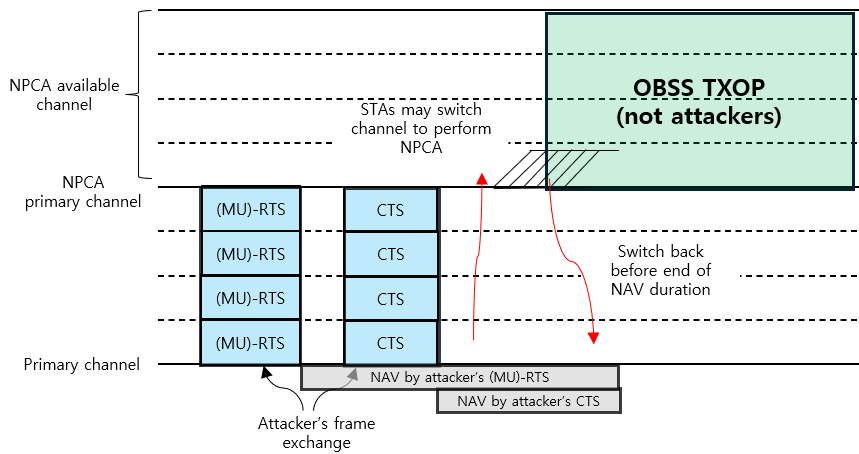 NPCA available
channel
OBSS TXOP
(not attackers)
STAs may switch
channel to perform
NPCA
NPCA
primary channel
(MU)-RTS
CTS
(MU)-RTS
CTS
(MU)-RTS
CTS
(MU)-RTS
CTS
Switch back
before end of
NAV duration
Primary channel
NAV by attacker's (MU)-RTS
NAV by attacker's CTS
Attacker's frame
exchange